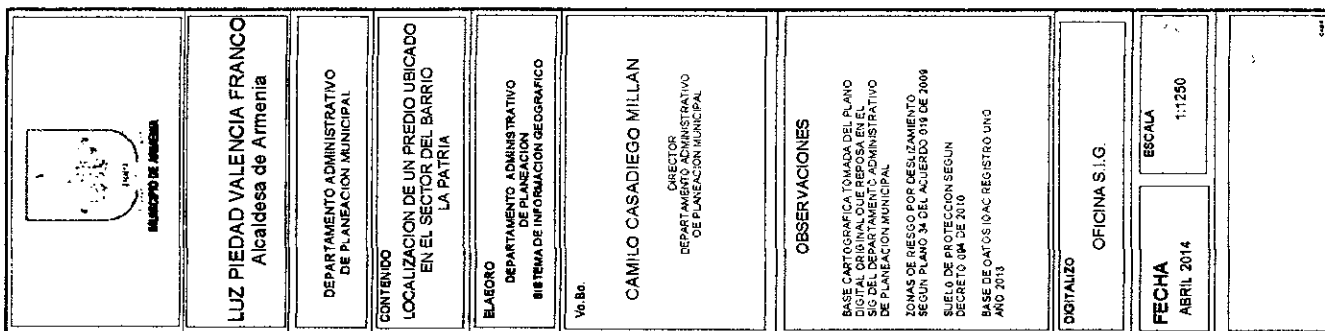 MUNICIPIO DE ARMENIA
LUZ PIEDAD VALENCIA FRANCO
Alcaldesa de Armenia
DEPARTAMENTO ADMINISTRATIVO
DE PLANEACION MUNICIPAL
CONTENIDO
LOCALIZACION DE UN PREDIO UBICADO
EN EL SECTOR DEL BARRIO
LA PATRIA
ELABORO
DEPARTAMENTO ADMINISTRATIVO
DE PLANEACION
SISTEMA DE INFORMACION GEOGRAFICO
Vo.Bo.
CAMILO CASADIEGO MILLAN
DIRECTOR
DEPARTAMENTO ADMINISTRATIVO
DE PLANEACION MUNICIPAL
OBSERVACIONES
BASE CARTOGRAFICA TOMADA DEL PLANO
DIGITAL ORIGINAL QUE REPOSA EN EL
SIG DEL DEPARTAMENTO ADMINISTRATIVO
DE PLANEACION MUNICIPAL
ZONAS DE RIESGO POR DESLIZAMIENTO
SEGUN PLANO 34 DEL ACUERDO 019 DE 2009
SUELO DE PROTECCION SEGUN
DECRETO 094 DE 2010
BASE DE DATOS IGAC REGISTRO UNO
AÑO 2013
DIGITALIZO
OFICINA S.I.G.
FECHA
ABRIL 2014
ESCALA
1:1250